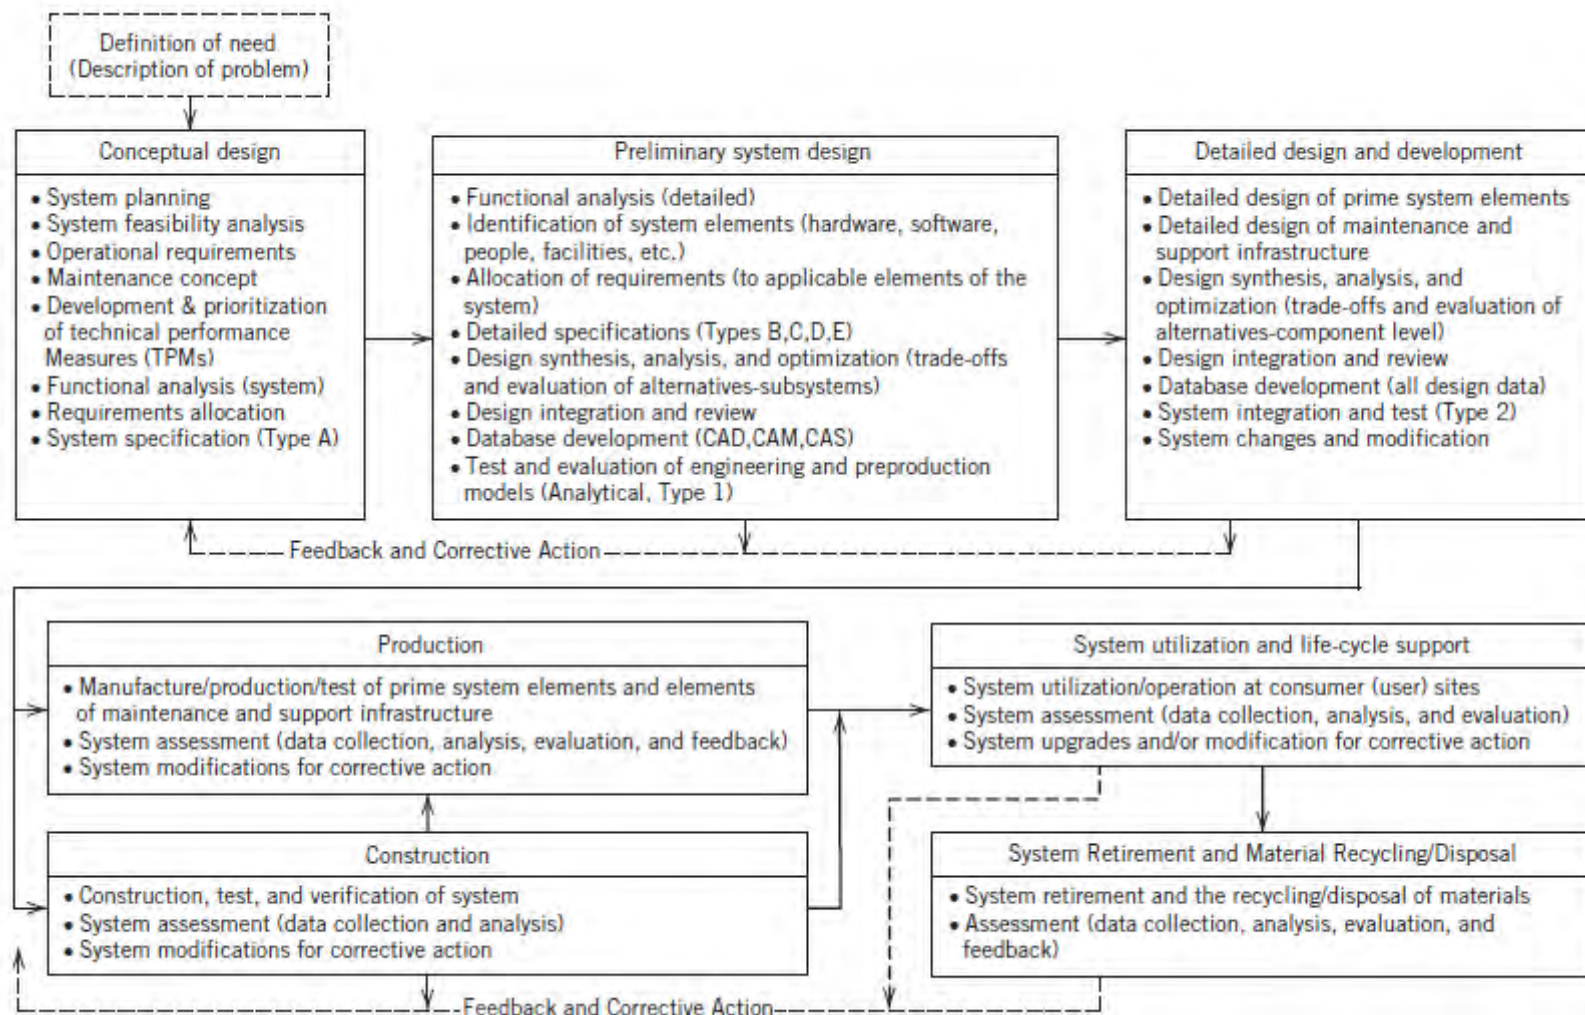 Definition of need
(Description of problem)
Conceptual design
• System planning
• System feasibility analysis
• Operational requirements
• Maintenance concept
• Development & prioritization
of technical performance
Measures (TPMs)
• Functional analysis (system)
• Requirements allocation
• System specification (Type A)
Preliminary system design
• Functional analysis (detailed)
• Identification of system elements (hardware, software,
people, facilities, etc.)
• Allocation of requirements (to applicable elements of the
system)
• Detailed specifications (Types B,C,D,E)
• Design synthesis, analysis, and optimization (trade-offs
and evaluation of alternatives-subsystems)
• Design integration and review
• Database development (CAD,CAM,CAS)
• Test and evaluation of engineering and preproduction
models (Analytical, Type 1)
Detailed design and development
• Detailed design of prime system elements
• Detailed design of maintenance and
support infrastructure
• Design synthesis, analysis, and
optimization (trade-offs and evaluation of
alternatives-component level)
• Design integration and review
• Database development (all design data)
• System integration and test (Type 2)
• System changes and modification
Feedback and Corrective Action
Production
• Manufacture/production/test of prime system elements and elements
of maintenance and support infrastructure
• System assessment (data collection, analysis, evaluation, and feedback)
• System modifications for corrective action
System utilization and life-cycle support
• System utilization/operation at consumer (user) sites
• System assessment (data collection, analysis, and evaluation)
• System upgrades and/or modification for corrective action
Construction
• Construction, test, and verification of system
• System assessment (data collection and analysis)
• System modifications for corrective action
System Retirement and Material Recycling/Disposal
• System retirement and the recycling/disposal of materials
• Assessment (data collection, analysis, evaluation, and
feedback)
Feedback and Corrective Action